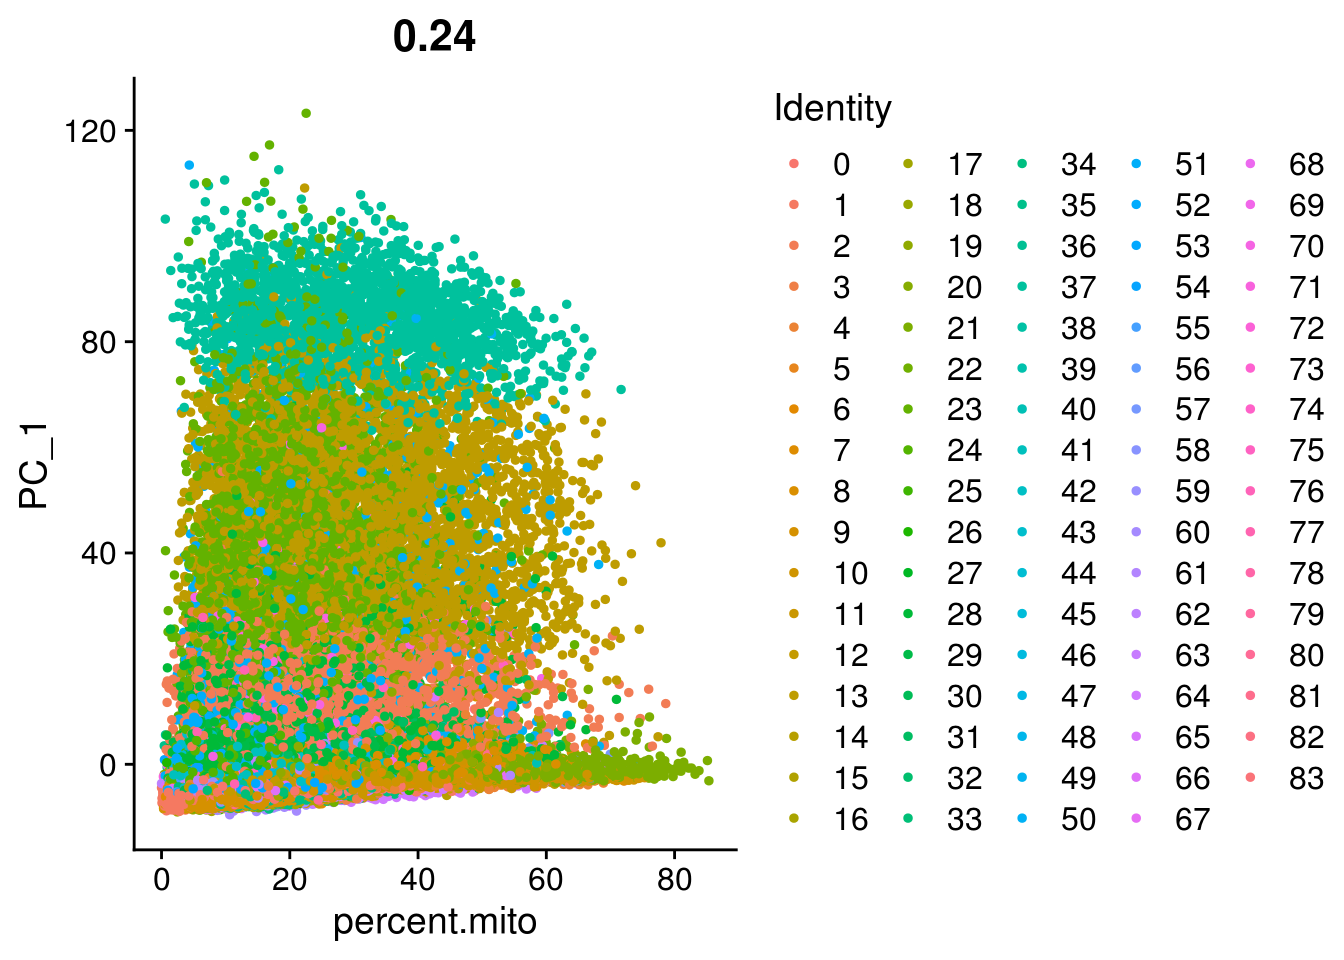 0.24
PC_1
120
80
40
0
0 20 40 60 80
percent.mito
Identity
0 17 34 51 68
1 18 35 52 69
2 19 36 53 70
3 20 37 54 71
4 21 38 55 72
5 22 39 56 73
6 23 40 57 74
7 24 41 58 75
8 25 42 59 76
9 26 43 60 77
10 27 44 61 78
11 28 45 62 79
12 29 46 63 80
13 30 47 64 81
14 31 48 65 82
15 32 49 66 83
16 33 50 67